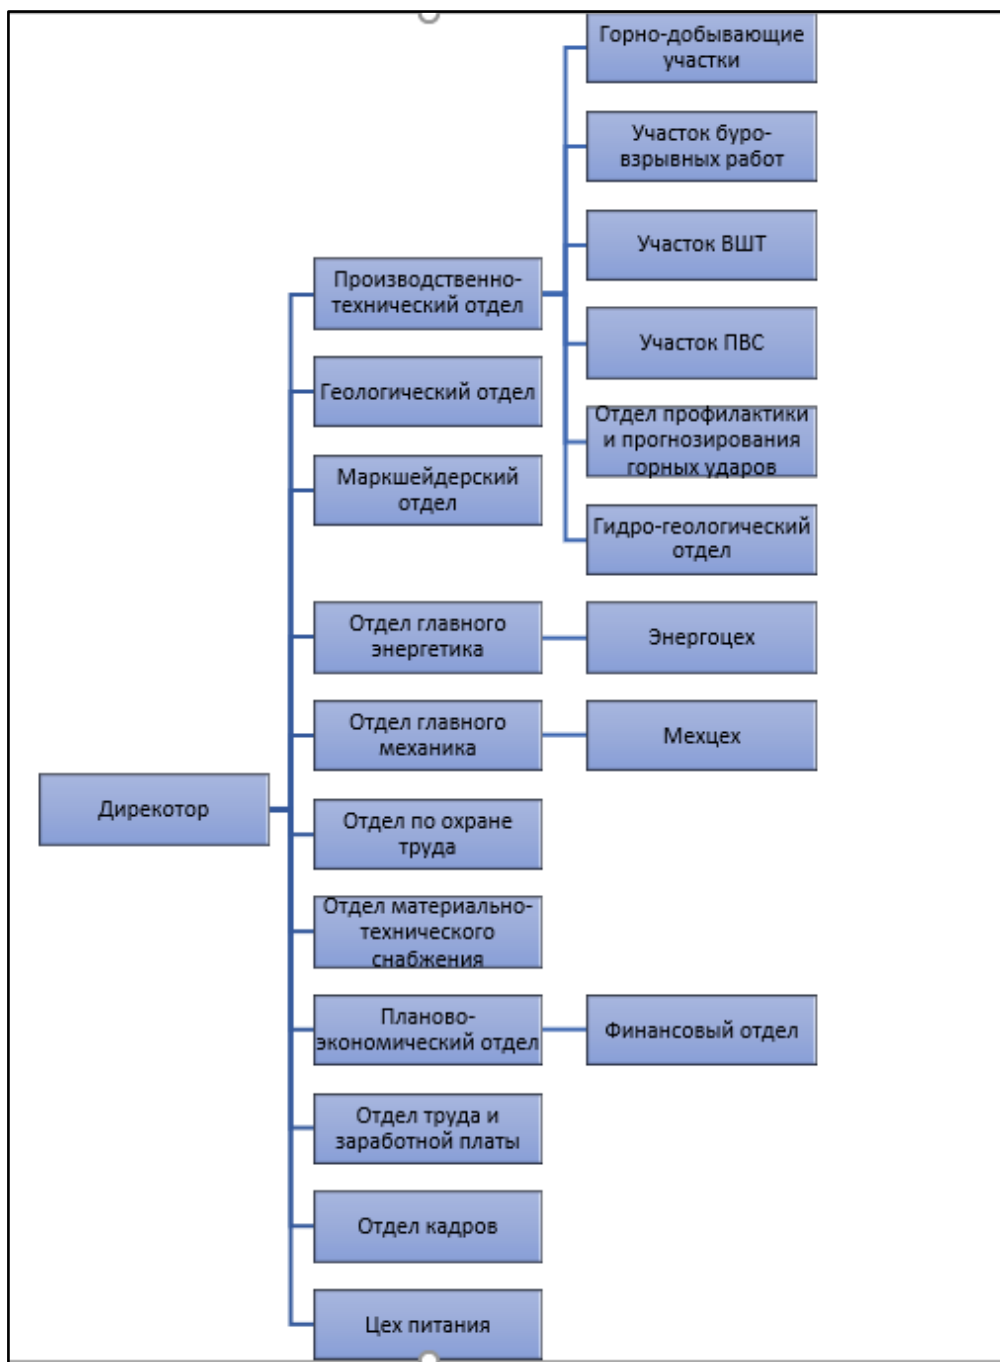 Горно-добывающие
участки
Участок буро-
взрывных работ
Участок ВШТ
Производственно-
технический отдел
Участок ПВС
Геологический отдел
Отдел профилактики
и прогнозирования
горных ударов
Маркшейдерский
отдел
Гидро-геологический
отдел
Отдел главного
энергетика
Энергоцех
Отдел главного
механика
Мехцех
Дирекотор
Отдел по охране
труда
Отдел материально-
технического
снабжения
Планово-
экономический отдел
Финансовый отдел
Отдел труда и
заработной платы
Отдел кадров
Цех питания